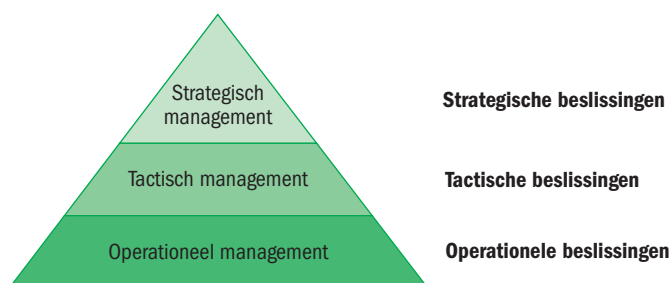 Strategisch
management
Strategische beslissingen
Tactisch management
Tactische beslissingen
Operationeel management
Operationele beslissingen